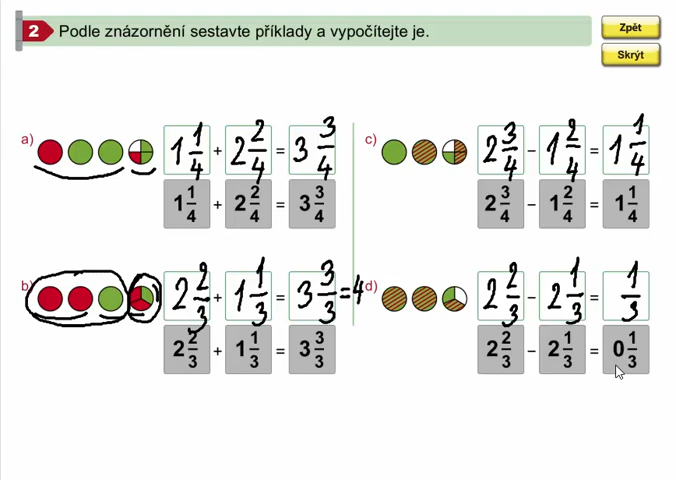 2 Podle znázornění sestavte příklady a vypočítejte je.
Zpět
Skrýt
a) 1 1/4 + 2 2/4 = 3 3/4
1 1/4 + 2 2/4 = 3 3/4
b) 2 2/3 + 1 1/3 = 3 3/3 = 4
2 2/3 + 1 1/3 = 3 3/3
c) 2 3/4 − 1 2/4 = 1 1/4
2 3/4 − 1 2/4 = 1 1/4
d) 2 2/3 − 2 1/3 = 1/3
2 2/3 − 2 1/3 = 0 1/3